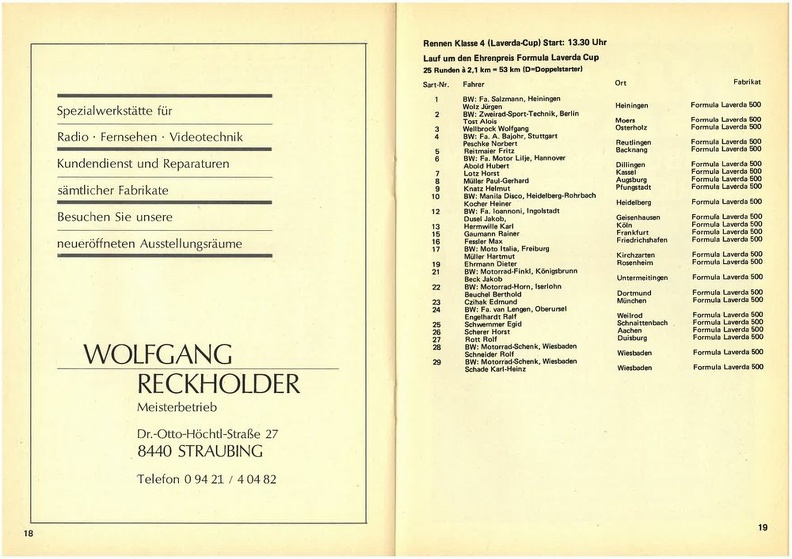 Spezialwerkstätte für
Radio · Fernsehen · Videotechnik
Kundendienst und Reparaturen
sämtlicher Fabrikate
Besuchen Sie unsere
neueröffneten Ausstellungsräume
WOLFGANG
RECKHOLDER
Meisterbetrieb
Dr.-Otto-Höchtl-Straße 27
8440 STRAUBING
Telefon 0 94 21 / 4 04 82
18
Rennen Klasse 4 (Laverda-Cup) Start: 13.30 Uhr
Lauf um den Ehrenpreis Formula Laverda Cup
25 Runden à 2,1 km = 53 km (D=Doppelstarter)
Sart-Nr. Fahrer Ort Fabrikat
1 BW: Fa. Salzmann, Heiningen
Wolz Jürgen Heiningen Formula Laverda 500
2 BW: Zweirad-Sport-Technik, Berlin
Tost Alois Moers Formula Laverda 500
3 Wellbrock Wolfgang Osterholz Formula Laverda 500
4 BW: Fa. A. Bajohr, Stuttgart
Peschke Norbert Reutlingen Formula Laverda 500
5 Reitmaier Fritz Backnang Formula Laverda 500
6 BW: Fa. Motor Lilje, Hannover
Abold Hubert Dillingen Formula Laverda 500
7 Lotz Horst Kassel Formula Laverda 500
8 Müller Paul-Gerhard Augsburg Formula Laverda 500
9 Knatz Helmut Pfungstadt Formula Laverda 500
10 BW: Manila Disco, Heidelberg-Rohrbach
Kocher Heiner Heidelberg Formula Laverda 500
12 BW: Fa. Ioannoni, Ingolstadt
Dusel Jakob, Geisenhausen Formula Laverda 500
13 Hermwille Karl Köln Formula Laverda 500
15 Gaumann Rainer Frankfurt Formula Laverda 500
16 Fessler Max Friedrichshafen Formula Laverda 500
17 BW: Moto Italia, Freiburg
Müller Hartmut Kirchzarten Formula Laverda 500
19 Ehrmann Dieter Rosenheim Formula Laverda 500
21 BW: Motorrad-Finkl, Königsbrunn
Beck Jakob Untermeitingen Formula Laverda 500
22 BW: Motorrad-Horn, Iserlohn
Beuchel Berthold Dortmund Formula Laverda 500
23 Czihak Edmund München Formula Laverda 500
24 BW: Fa. van Lengen, Oberursel
Engelhardt Ralf Weilrod Formula Laverda 500
25 Schwemmer Egid Schnaittenbach Formula Laverda 500
26 Scherer Horst Aachen Formula Laverda 500
27 Rott Rolf Duisburg Formula Laverda 500
28 BW: Motorrad-Schenk, Wiesbaden
Schneider Rolf Wiesbaden Formula Laverda 500
29 BW: Motorrad-Schenk, Wiesbaden
Schade Karl-Heinz Wiesbaden Formula Laverda 500
19